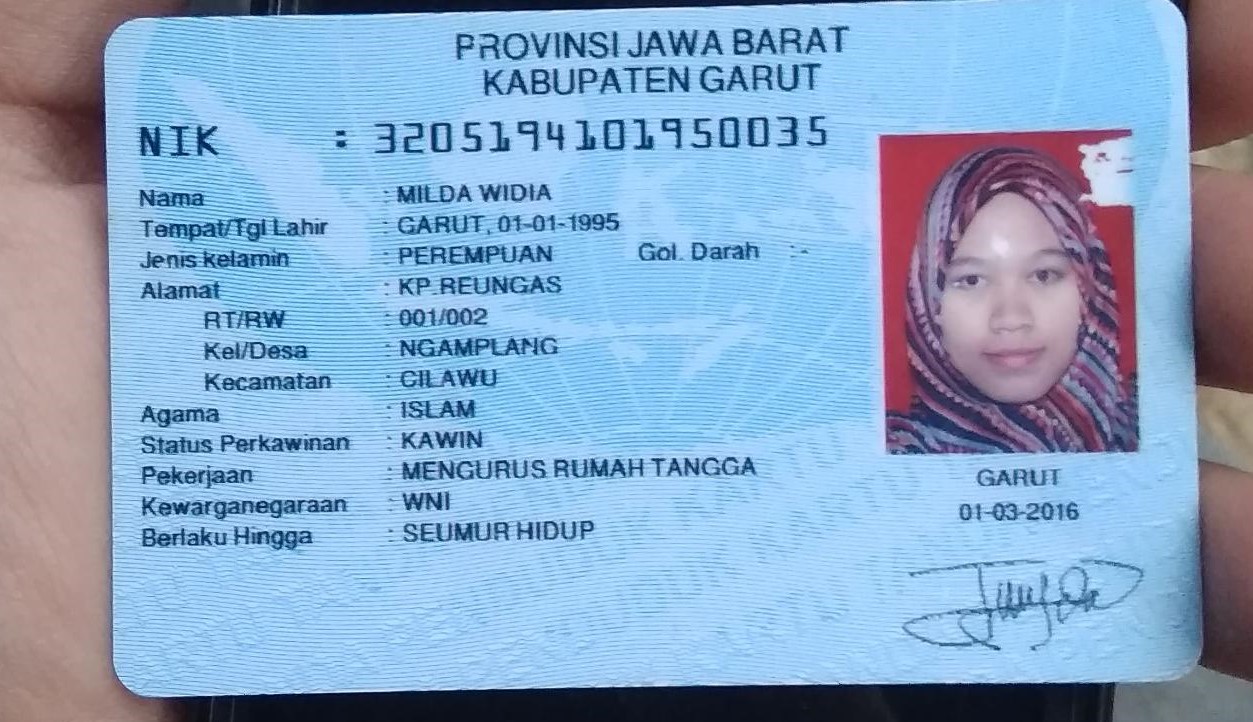 PROVINSI JAWA BARAT
KABUPATEN GARUT
NIK : 3205194101950035
Nama : MILDA WIDIA
Tempat/Tgl Lahir : GARUT, 01-01-1995
Jenis kelamin : PEREMPUAN Gol. Darah : -
Alamat : KP.REUNGAS
RT/RW : 001/002
Kel/Desa : NGAMPLANG
Kecamatan : CILAWU
Agama : ISLAM
Status Perkawinan : KAWIN
Pekerjaan : MENGURUS RUMAH TANGGA
Kewarganegaraan : WNI
Berlaku Hingga : SEUMUR HIDUP
GARUT
01-03-2016